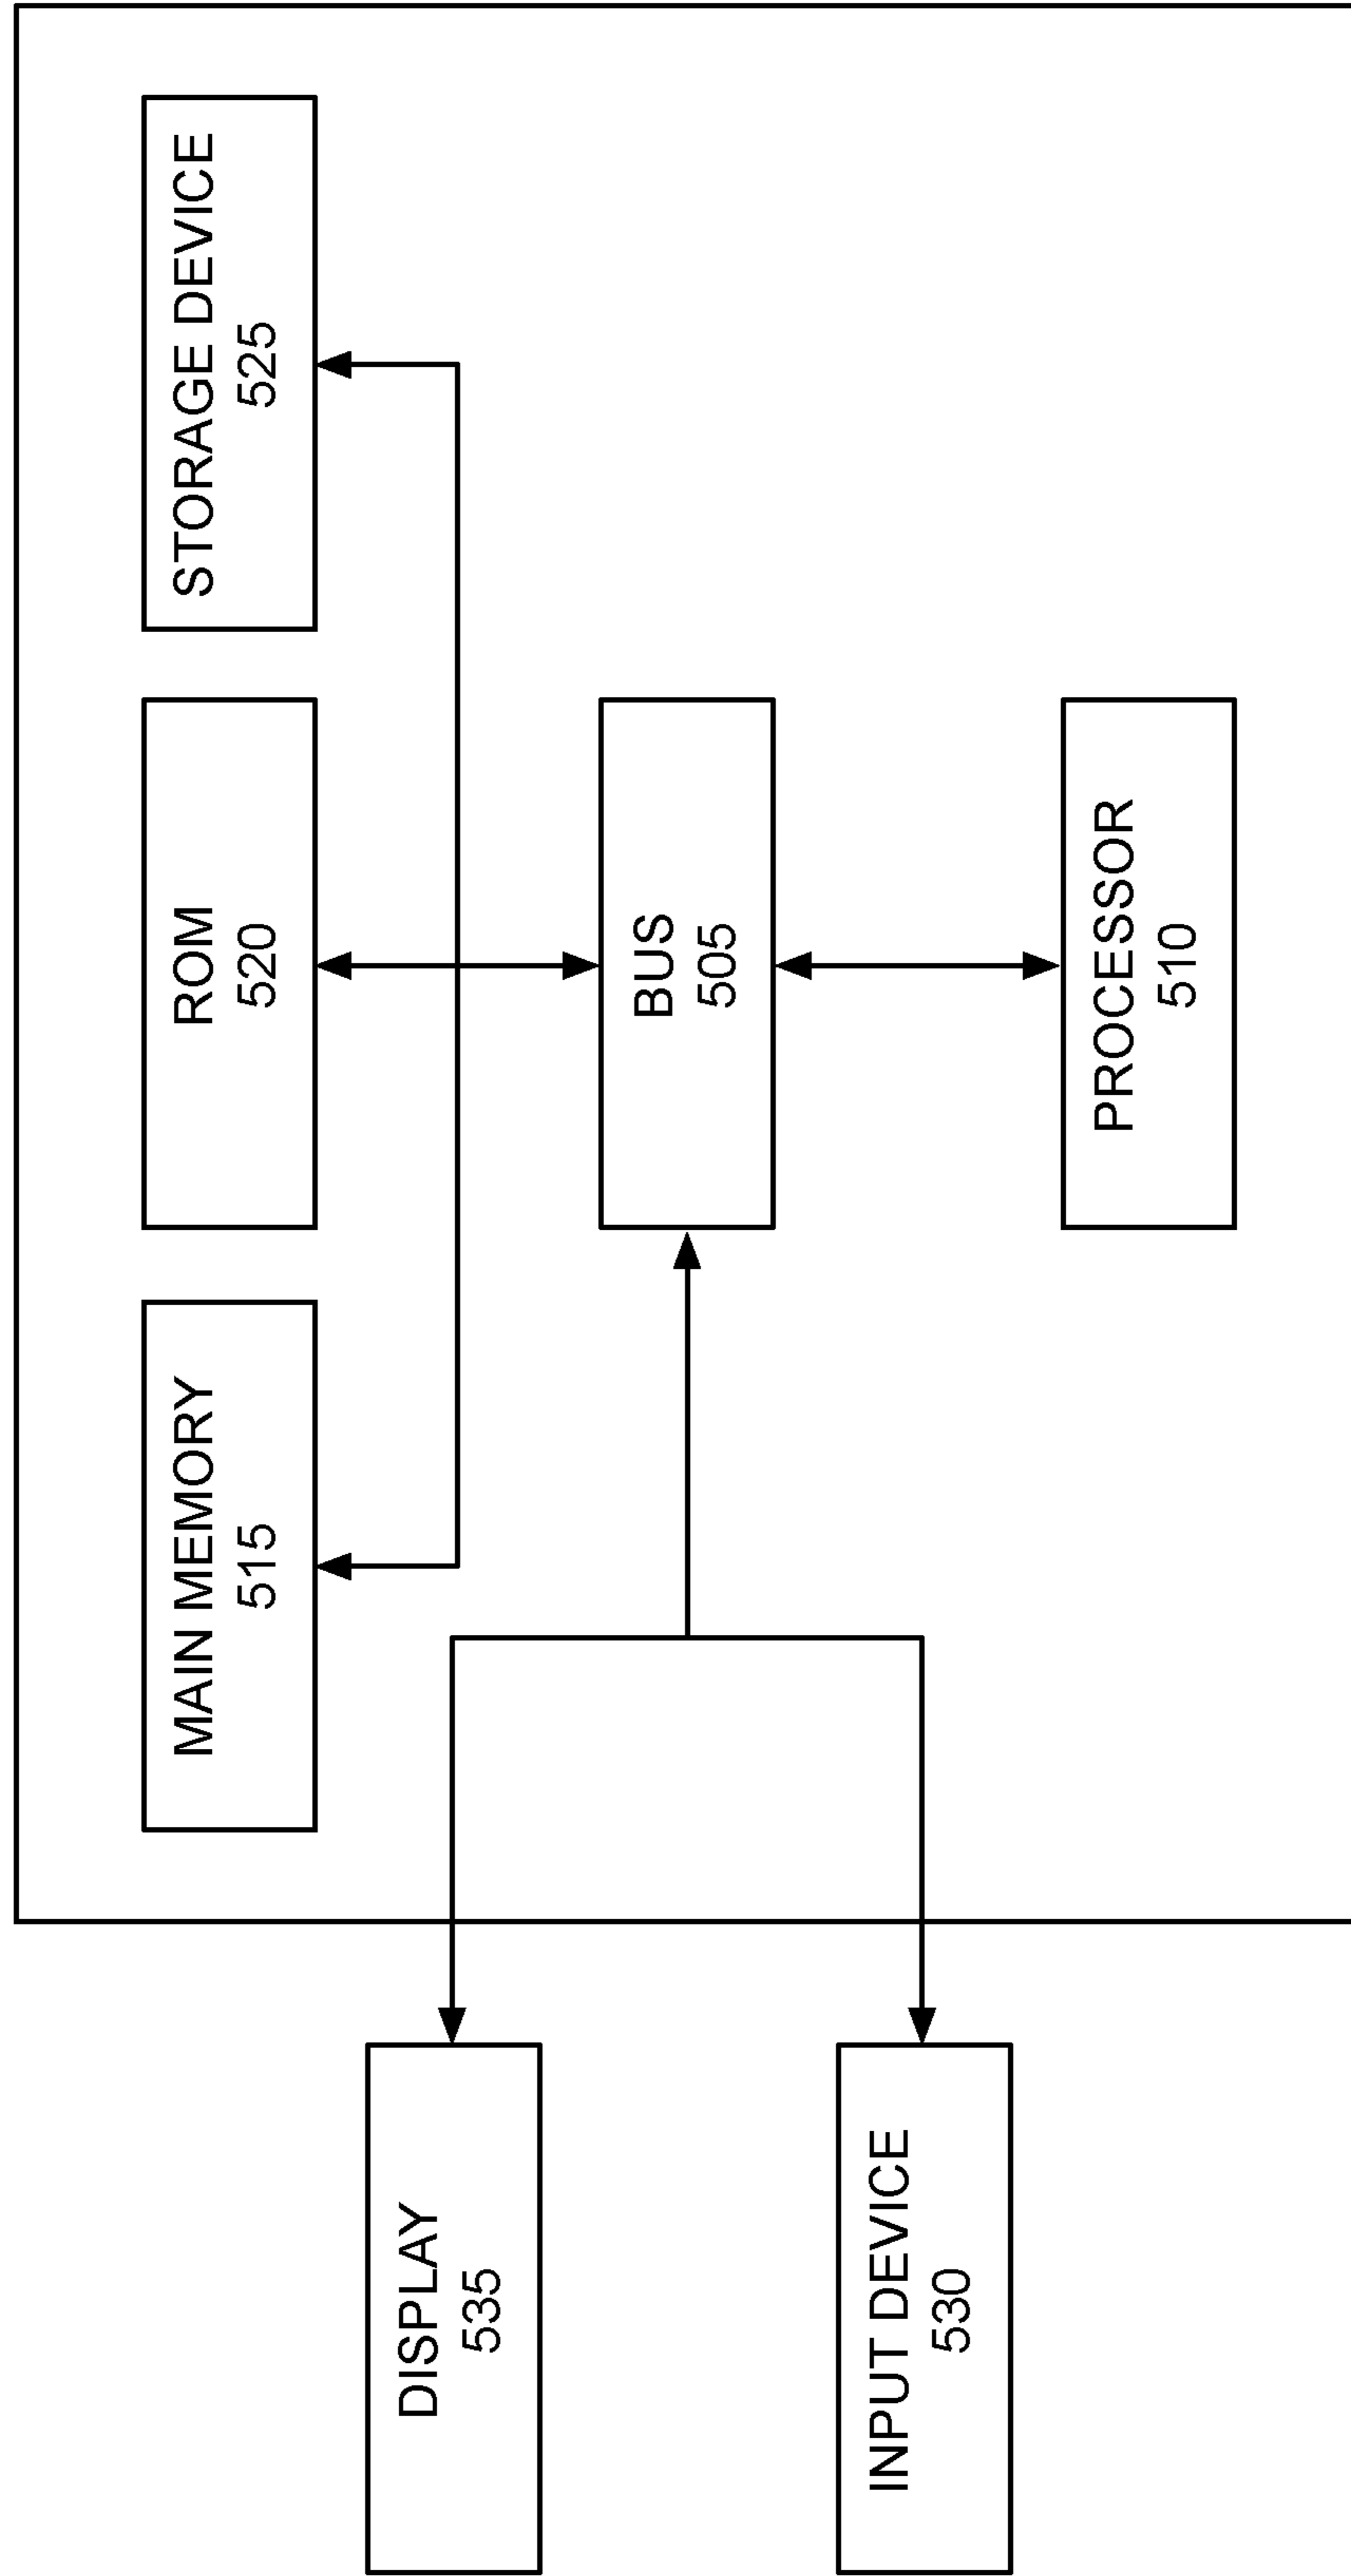 MAIN MEMORY
515
ROM
520
STORAGE DEVICE
525
DISPLAY
535
BUS
505
INPUT DEVICE
530
PROCESSOR
510